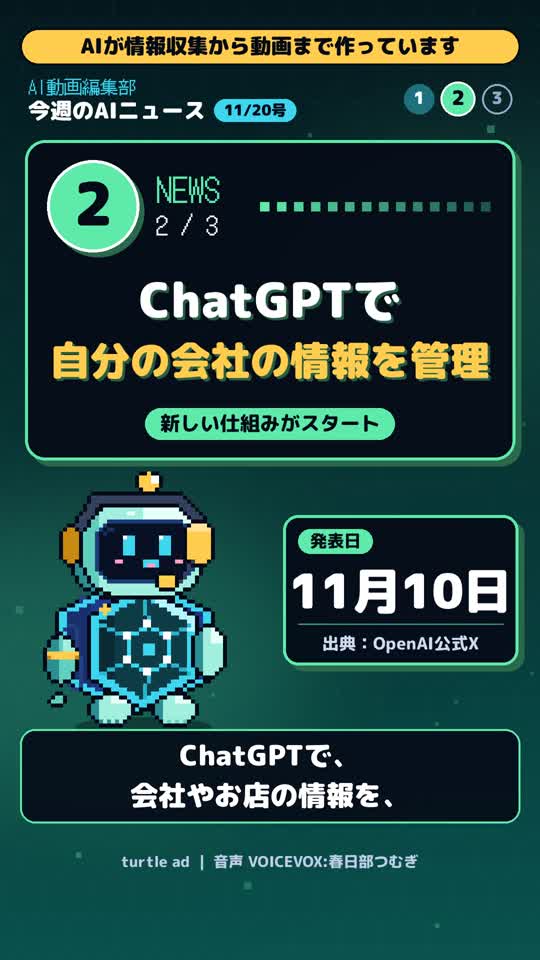 AIが情報収集から動画まで作っています
AI動画編集部
今週のAIニュース 11/20号
1 2 3
2 NEWS
2 / 3
ChatGPTで
自分の会社の情報を管理
新しい仕組みがスタート
発表日
11月10日
出典：OpenAI公式X
ChatGPTで、
会社やお店の情報を、
turtle ad | 音声 VOICEVOX:春日部つむぎ